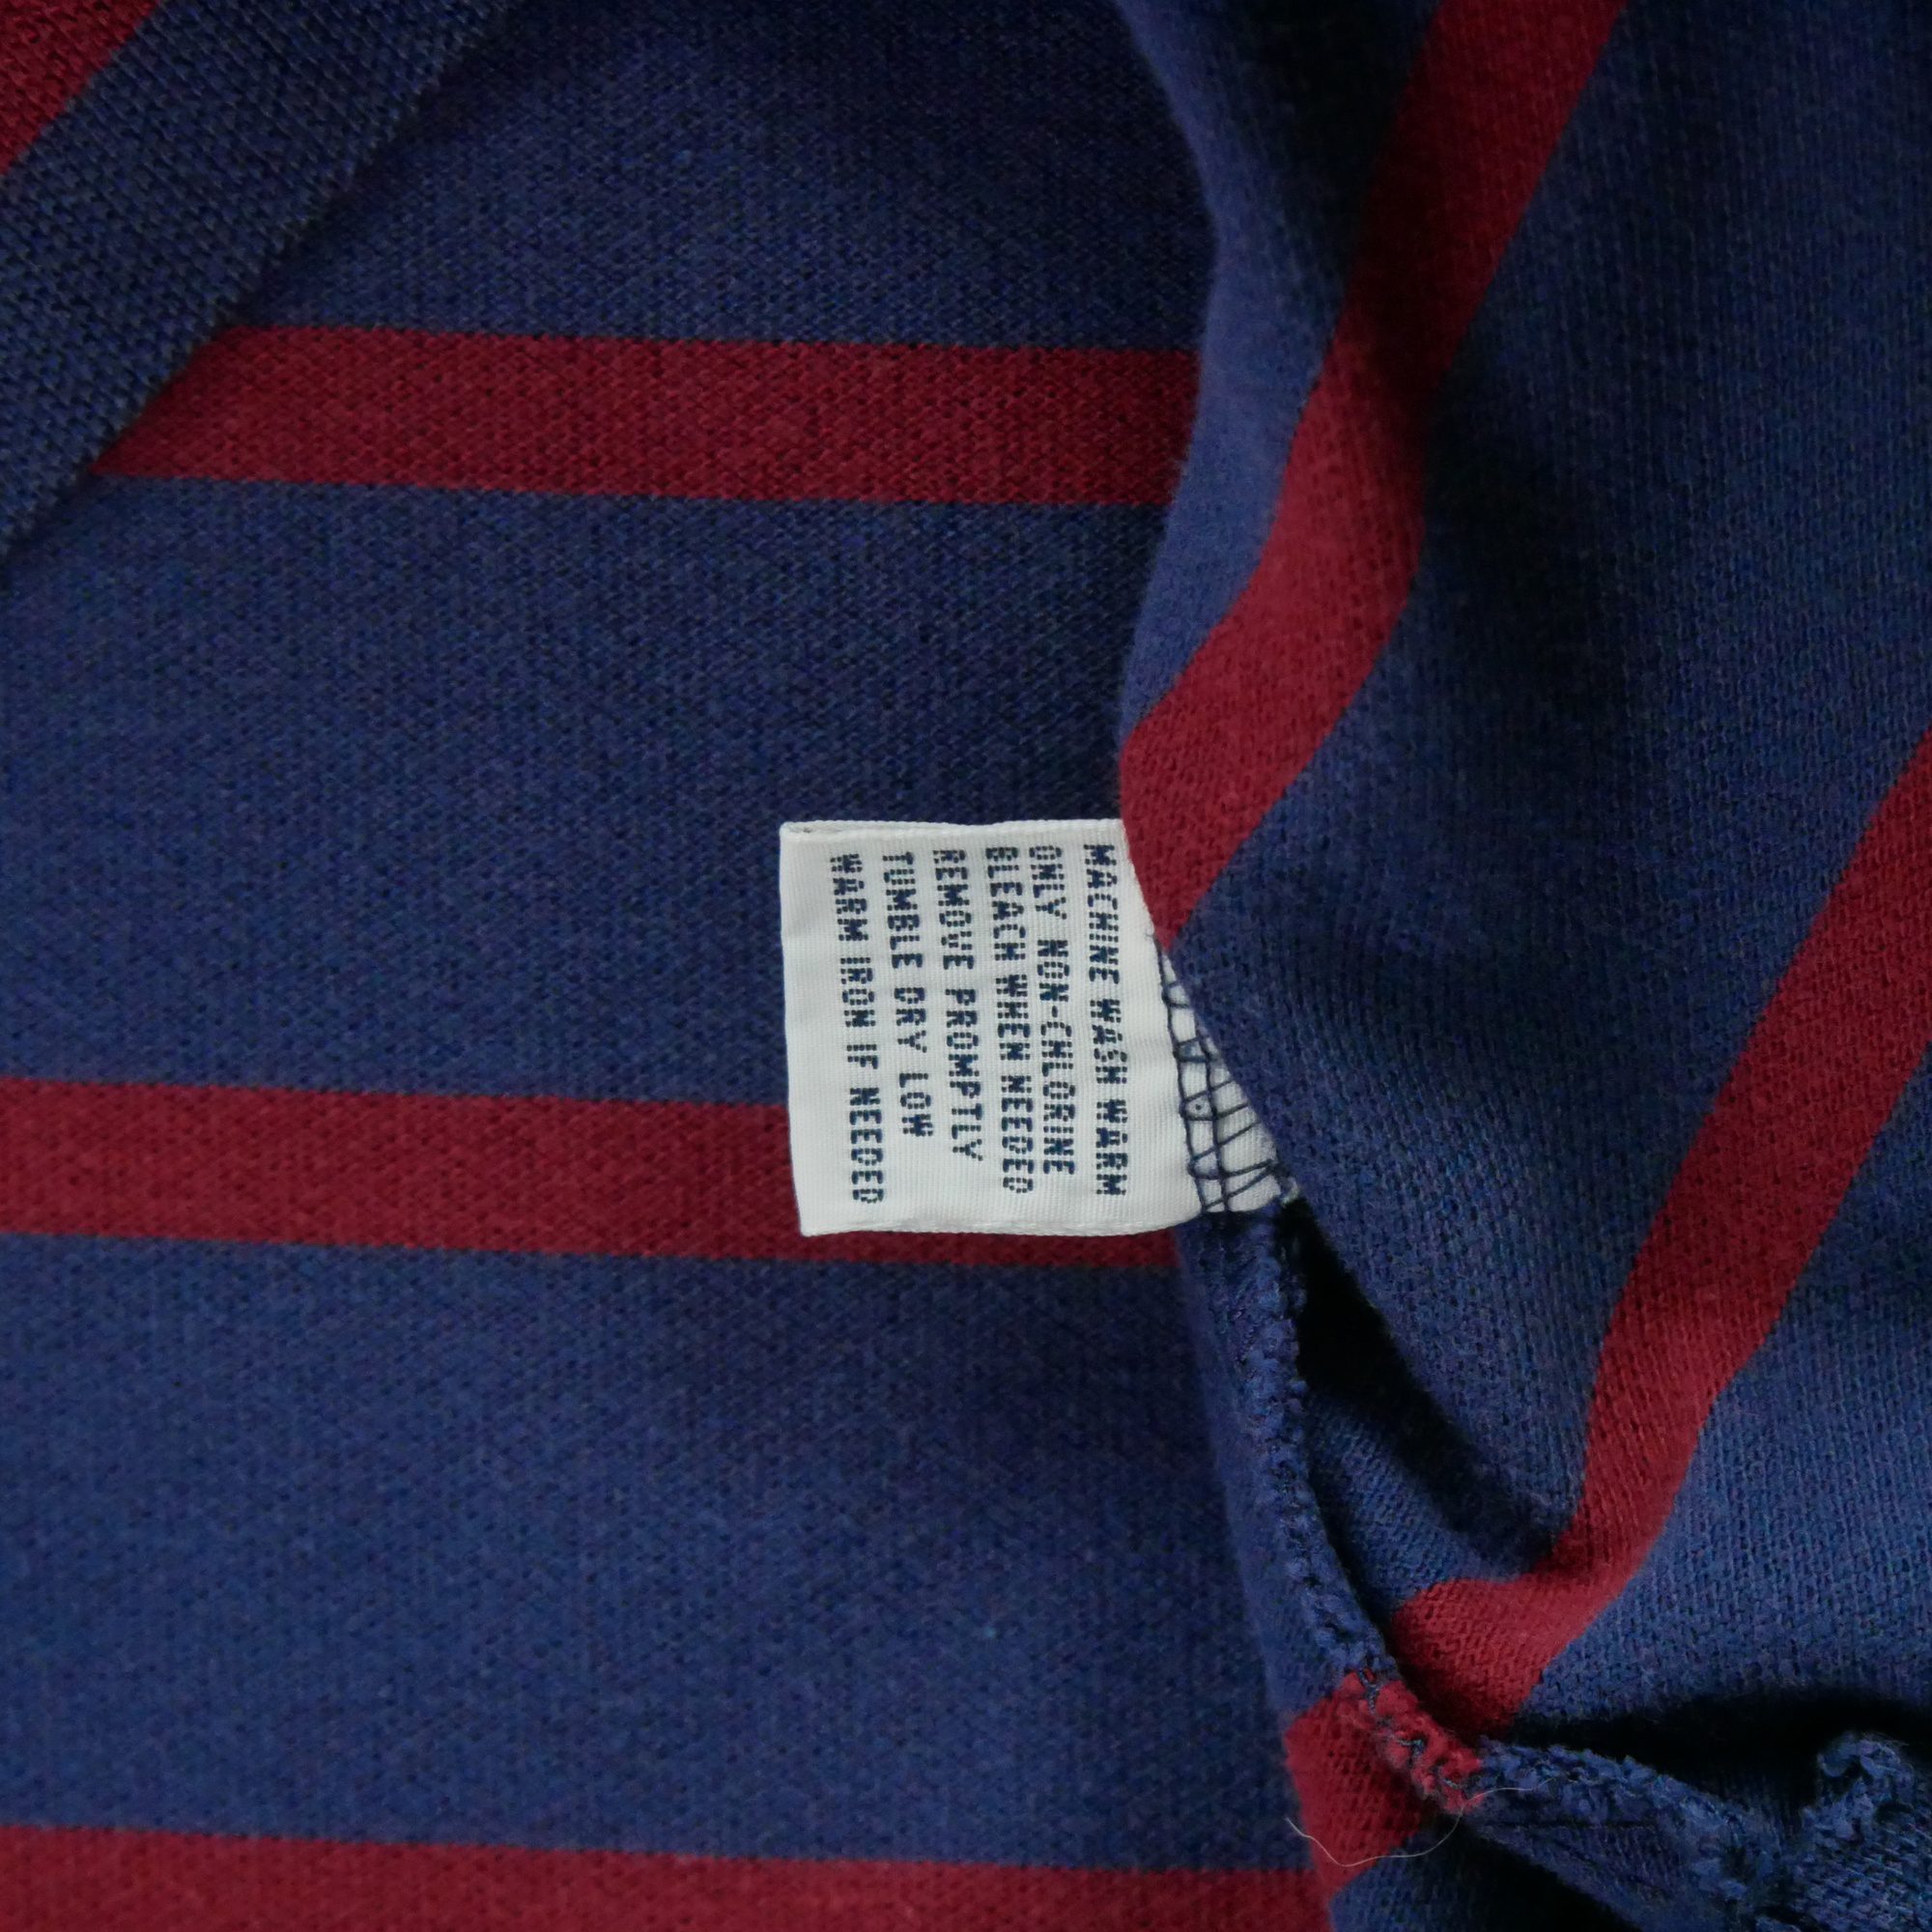 MACHINE WASH WARM
ONLY NON-CHLORINE
BLEACH WHEN NEEDED
REMOVE PROMPTLY
TUMBLE DRY LOW
WARM IRON IF NEEDED